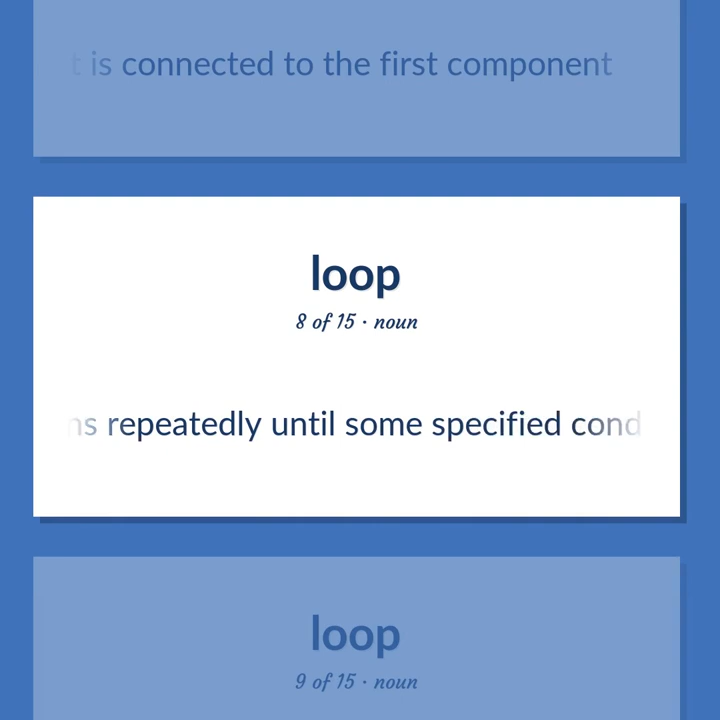 is connected to the first component
loop
8 of 15 · noun
repeatedly until some specified cond
loop
9 of 15 · noun